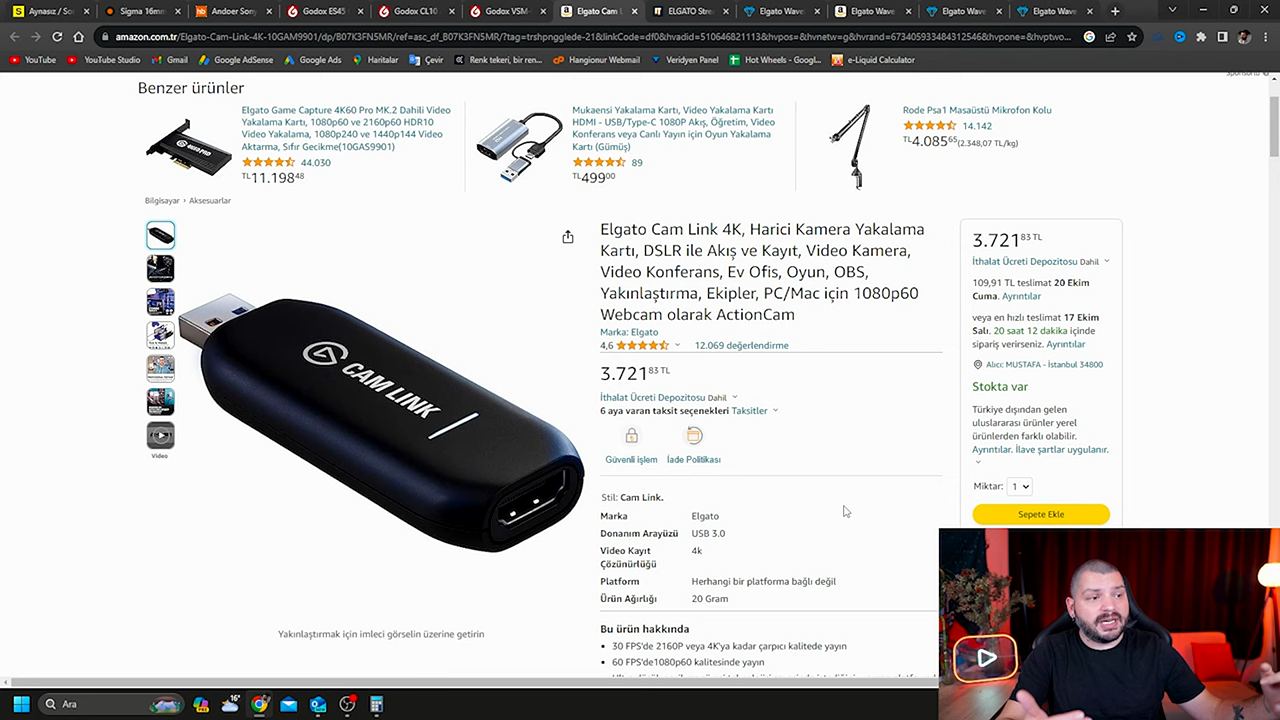 Aynasız / So
Sigma 16mm
Andoer Sony
Godox ES45
Godox CL10
Godox VSM-
Elgato Cam L
ELGATO Stre
Elgato Wave
Elgato Wave
Elgato Wave
Elgato Wave
amazon.com.tr/Elgato-Cam-Link-4K-10GAM9901/dp/B07K3FN5MR/ref=asc_df_B07K3FN5MR/?tag=trshpngglede-21&linkCode=df0&hvadid=510646821113&hvpos=&hvnetw=g&hvrand=673405933484312546&hvpone=&hvptwo...
YouTube
YouTube Studio
Gmail
Google AdSense
Google Ads
Haritalar
Çevir
Renk tekeri, bir ren...
Hangionur Webmail
Veridyen Panel
Hot Wheels - Googl...
e-Liquid Calculator
Benzer ürünler
Elgato Game Capture 4K60 Pro MK.2 Dahili Video
Yakalama Kartı, 1080p60 ve 2160p60 HDR10
Video Yakalama, 1080p240 ve 1440p144 Video
Aktarma, Sıfır Gecikme(10GAS9901)
44.030
TL11.19848
Mukaensi Yakalama Kartı, Video Yakalama Kartı
HDMI - USB/Type-C 1080P Akış, Öğretim, Video
Konferans veya Canlı Yayın için Oyun Yakalama
Kartı (Gümüş)
89
TL49900
Rode Psa1 Masaüstü Mikrofon Kolu
14.142
TL4.08565(2.348,07 TL/kg)
Bilgisayar › Aksesuarlar
CAM LINK
Video
Yakınlaştırmak için imleci görselin üzerine getirin
Elgato Cam Link 4K, Harici Kamera Yakalama
Kartı, DSLR ile Akış ve Kayıt, Video Kamera,
Video Konferans, Ev Ofis, Oyun, OBS,
Yakınlaştırma, Ekipler, PC/Mac için 1080p60
Webcam olarak ActionCam
Marka: Elgato
4,6 12.069 değerlendirme
3.72183 TL
İthalat Ücreti Depozitosu Dahil
6 aya varan taksit seçenekleri Taksitler
Güvenli işlem İade Politikası
Stil: Cam Link.
Marka Elgato
Donanım Arayüzü USB 3.0
Video Kayıt 4k
Çözünürlüğü
Platform Herhangi bir platforma bağlı değil
Ürün Ağırlığı 20 Gram
Bu ürün hakkında
• 30 FPS'de 2160P veya 4K'ya kadar çarpıcı kalitede yayın
• 60 FPS'de1080p60 kalitesinde yayın
3.72183 TL
İthalat Ücreti Depozitosu Dahil
109,91 TL teslimat 20 Ekim
Cuma. Ayrıntılar
veya en hızlı teslimat 17 Ekim
Salı. 20 saat 12 dakika içinde
sipariş verirseniz. Ayrıntılar
Alıcı: MUSTAFA - İstanbul 34800
Stokta var
Türkiye dışından gelen
uluslararası ürünler yerel
ürünlerden farklı olabilir.
Ayrıntılar. İlave şartlar uygulanır.
Miktar: 1
Sepete Ekle
Ara
16°